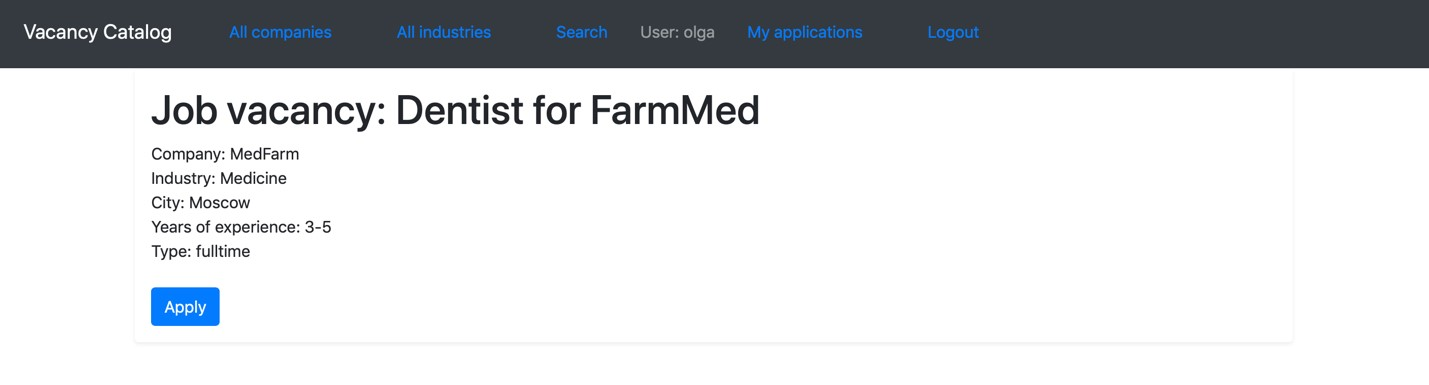 Vacancy Catalog All companies All industries Search User: olga My applications Logout
Job vacancy: Dentist for FarmMed
Company: MedFarm
Industry: Medicine
City: Moscow
Years of experience: 3-5
Type: fulltime
Apply